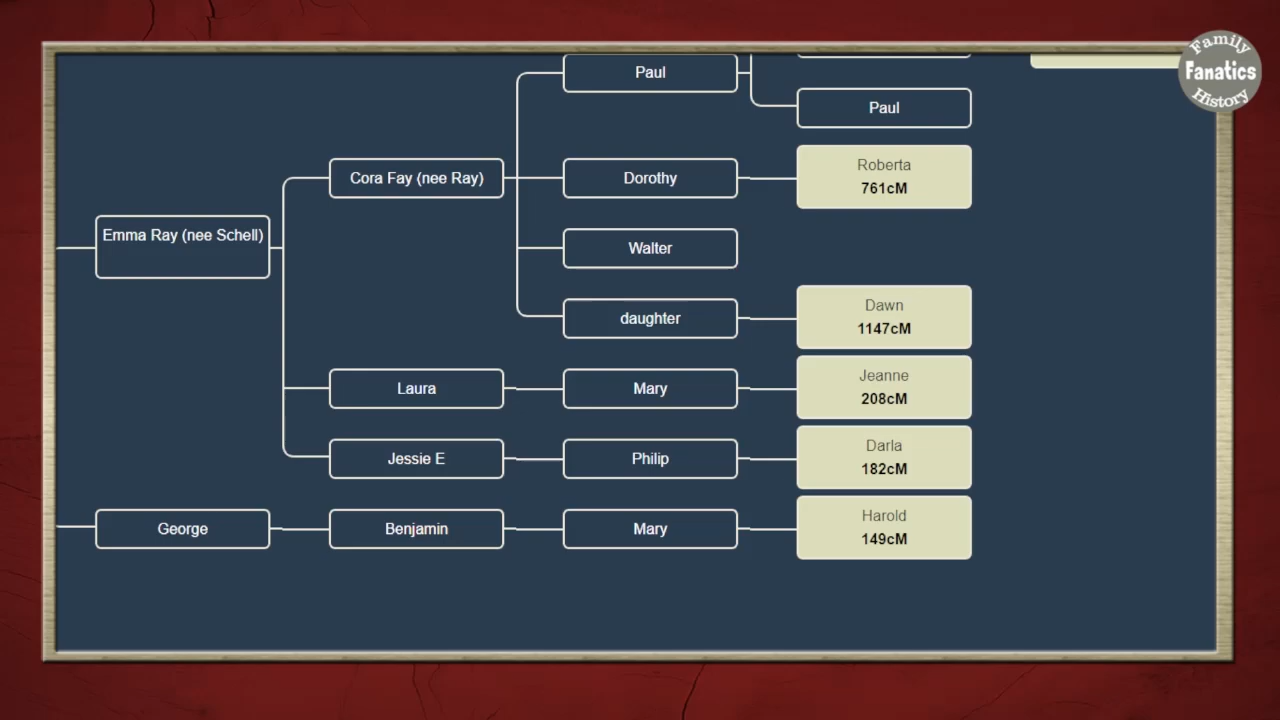 Family
Fanatics
History
Paul
Paul
Cora Fay (nee Ray)
Dorothy
Roberta
761cM
Emma Ray (nee Schell)
Walter
daughter
Dawn
1147cM
Laura
Mary
Jeanne
208cM
Jessie E
Philip
Darla
182cM
George
Benjamin
Mary
Harold
149cM